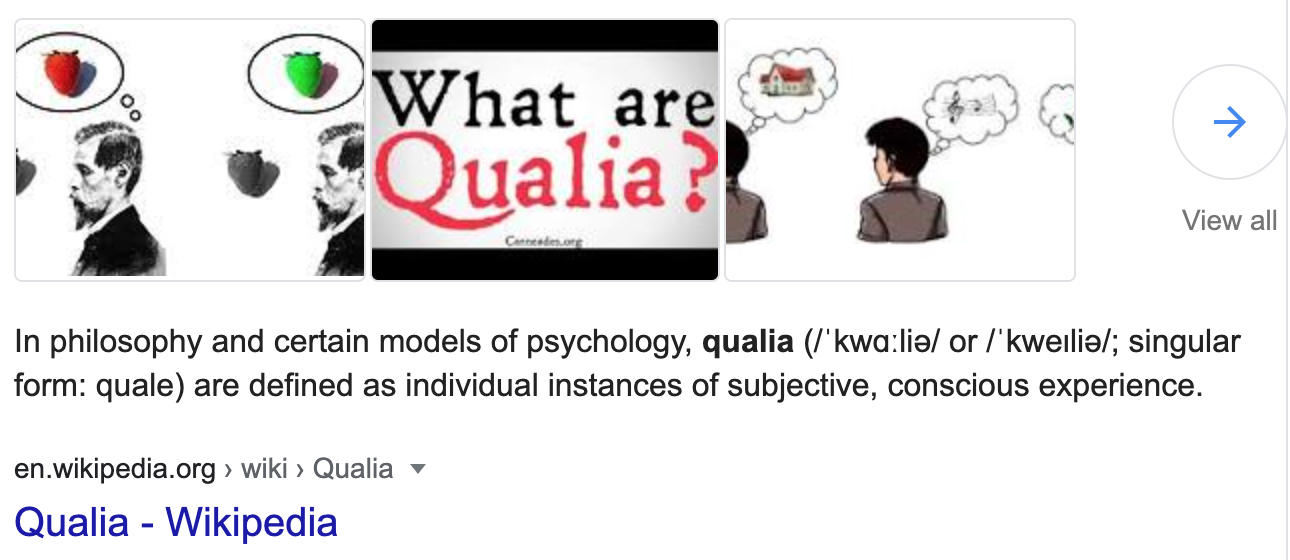 What are
Qualia?
Carneades.org
View all
In philosophy and certain models of psychology, qualia (/ˈkwɑːliə/ or /ˈkweɪliə/; singular
form: quale) are defined as individual instances of subjective, conscious experience.
en.wikipedia.org › wiki › Qualia
Qualia - Wikipedia